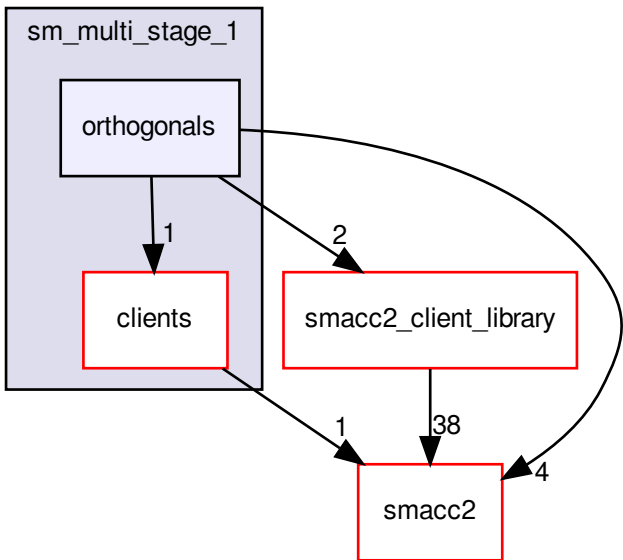 sm_multi_stage_1
orthogonals
1
2
clients
smacc2_client_library
1
38
4
smacc2